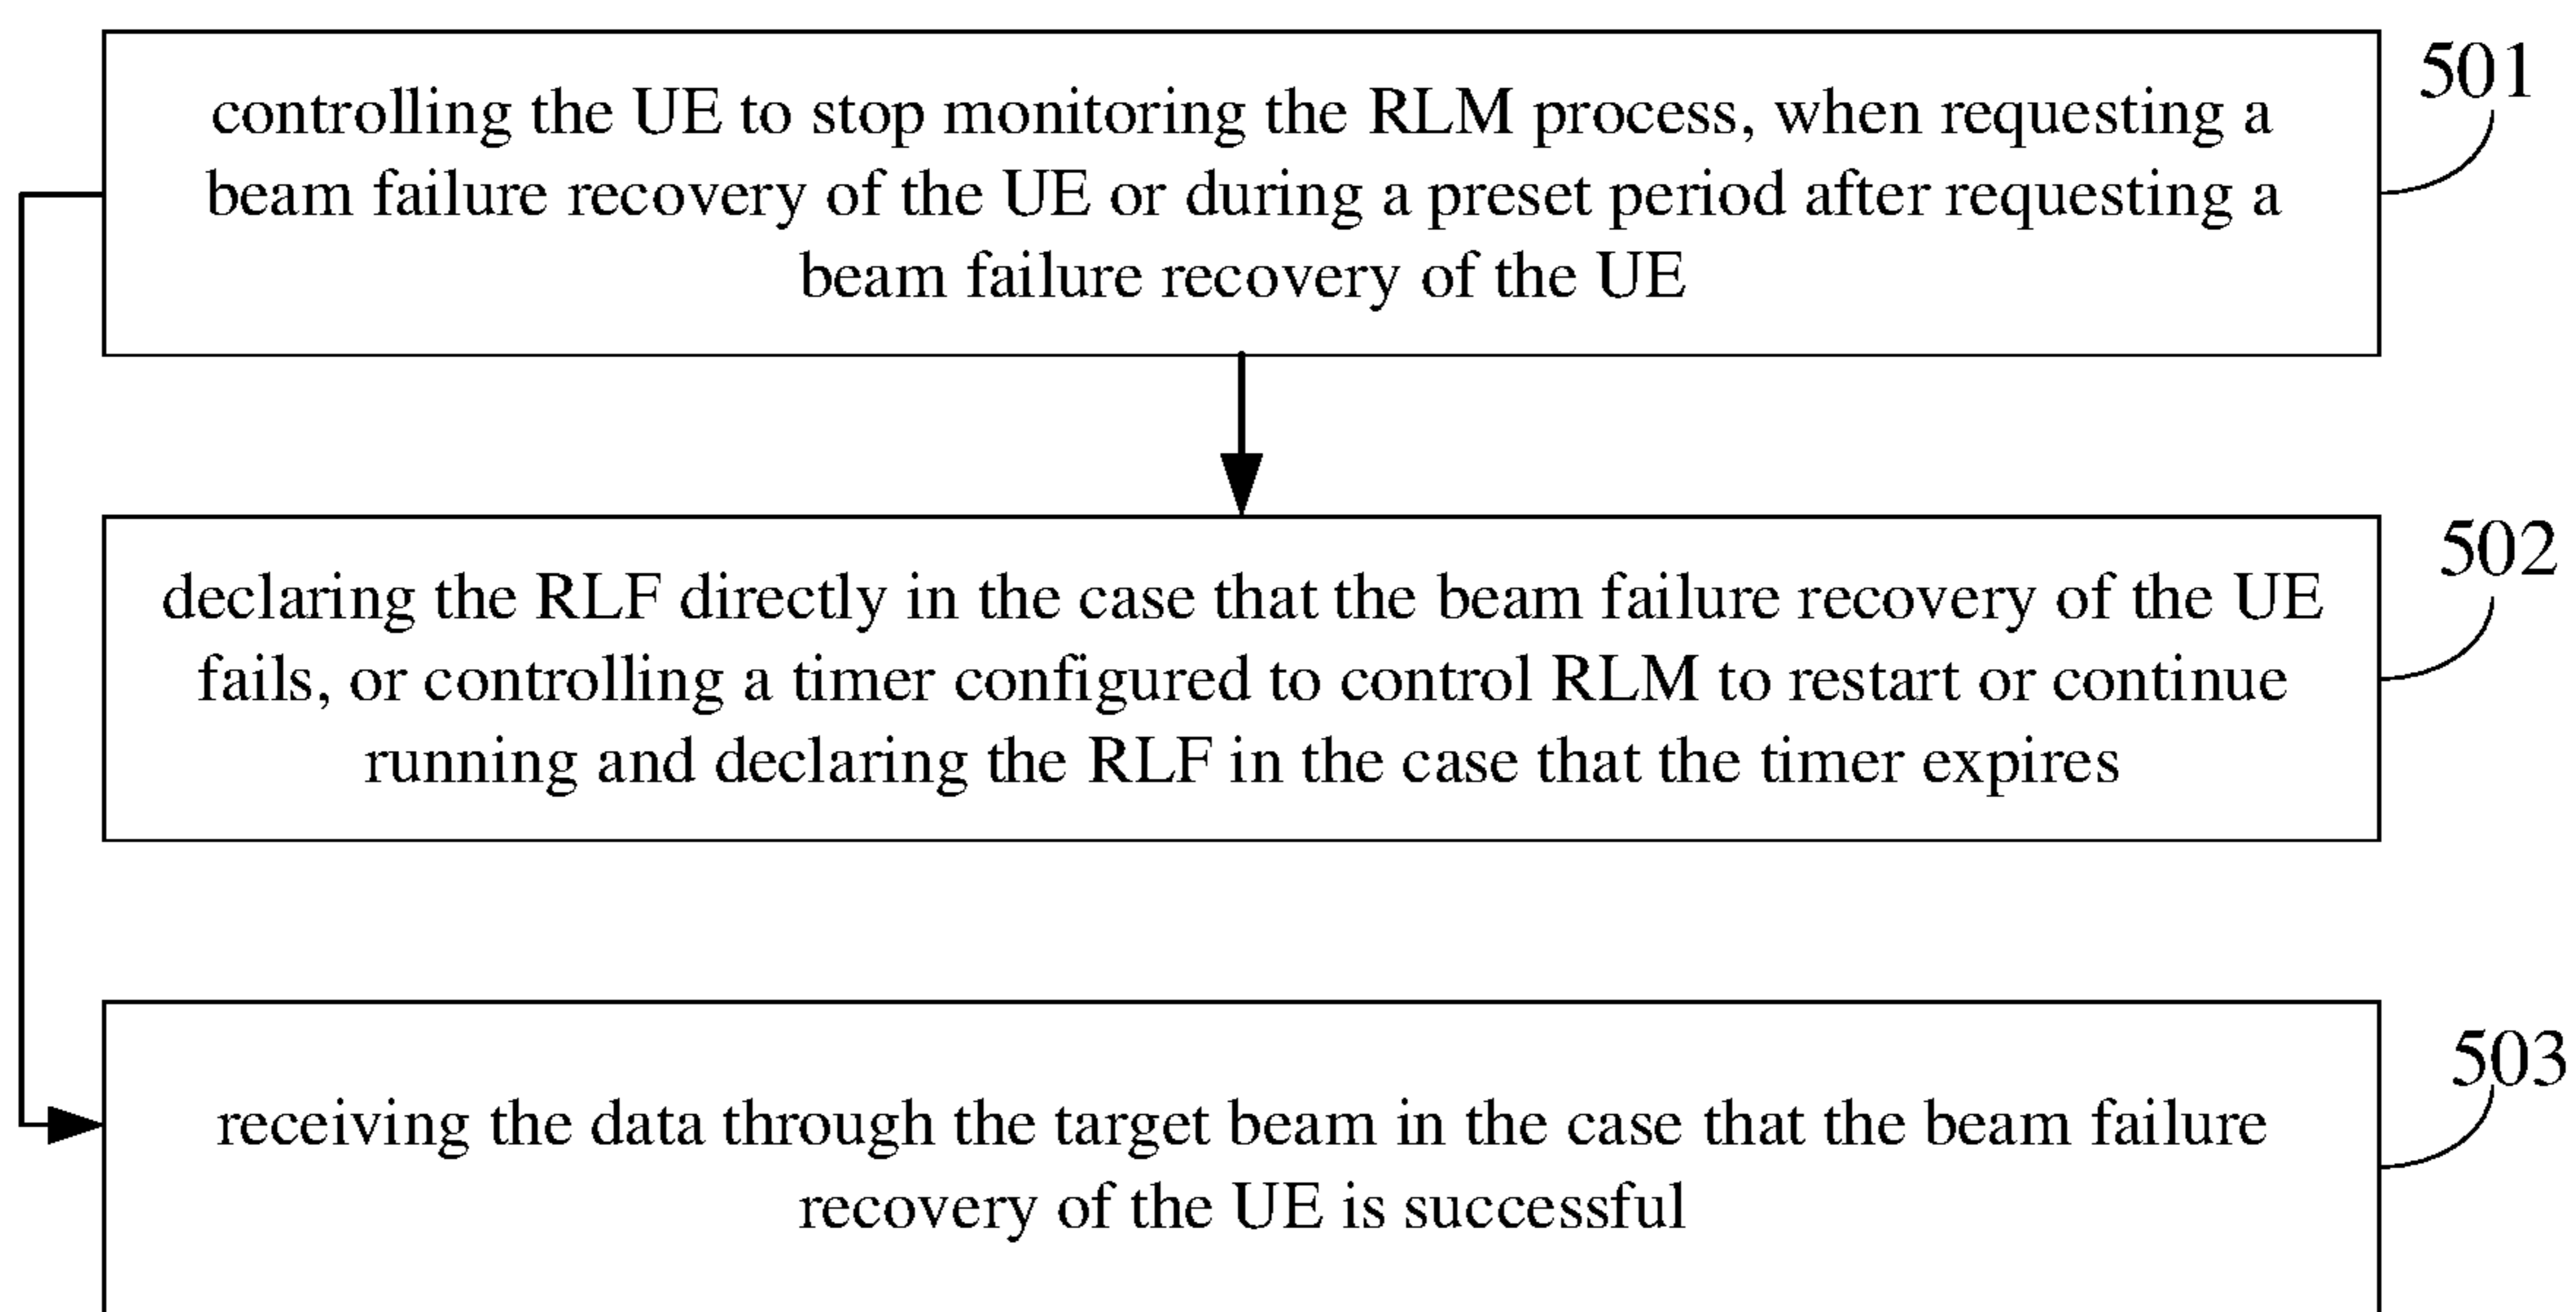 controlling the UE to stop monitoring the RLM process, when requesting a
beam failure recovery of the UE or during a preset period after requesting a
beam failure recovery of the UE
501
declaring the RLF directly in the case that the beam failure recovery of the UE
fails, or controlling a timer configured to control RLM to restart or continue
running and declaring the RLF in the case that the timer expires
502
receiving the data through the target beam in the case that the beam failure
recovery of the UE is successful
503